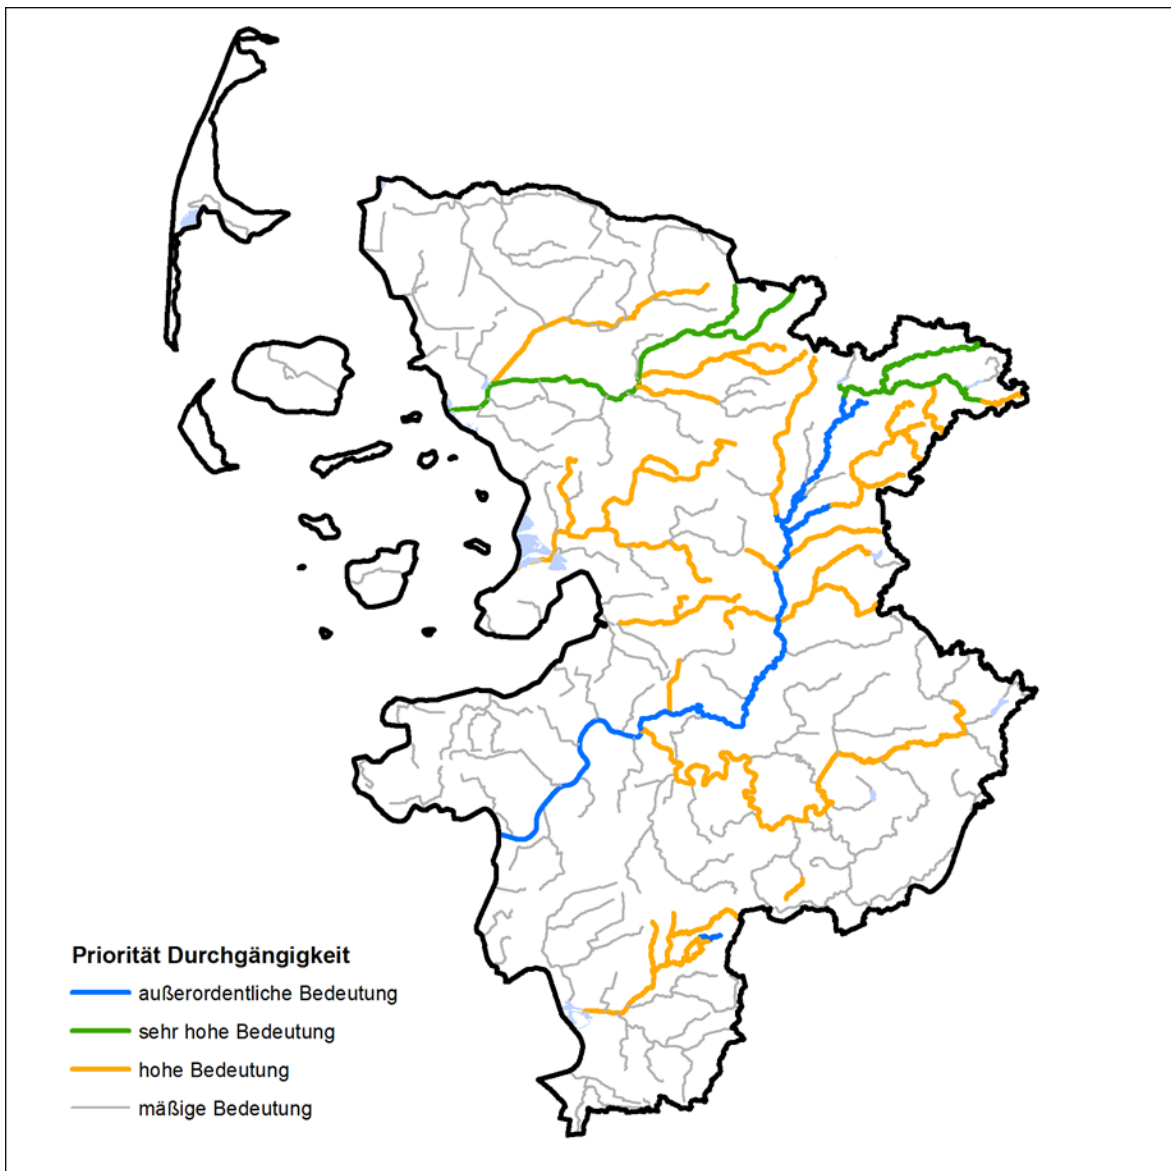 Priorität Durchgängigkeit
außerordentliche Bedeutung
sehr hohe Bedeutung
hohe Bedeutung
mäßige Bedeutung